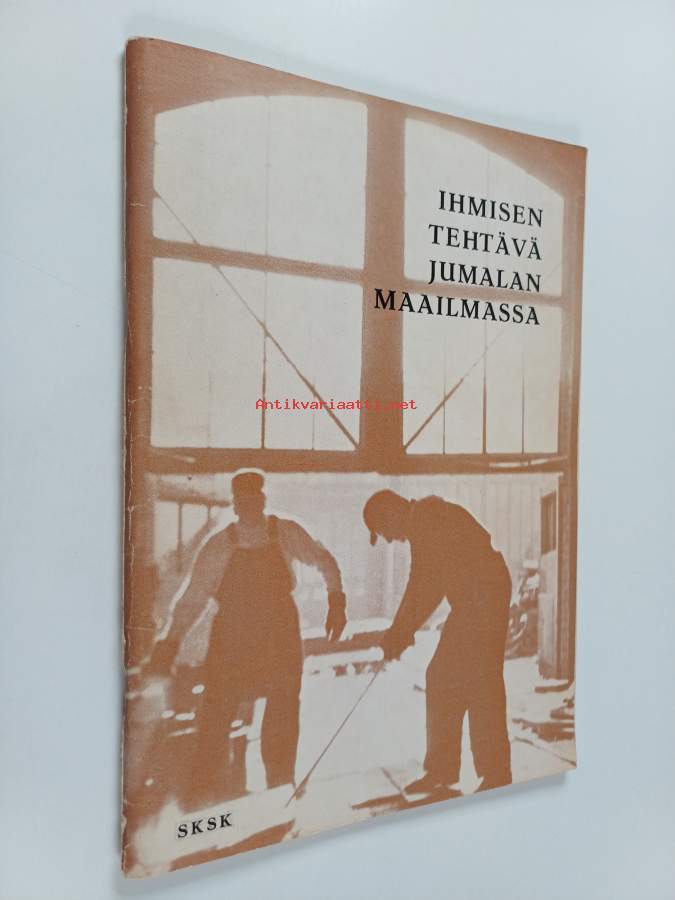 IHMISEN
TEHTÄVÄ
JUMALAN
MAAILMASSA
Antikvariaatti.net
SKSK